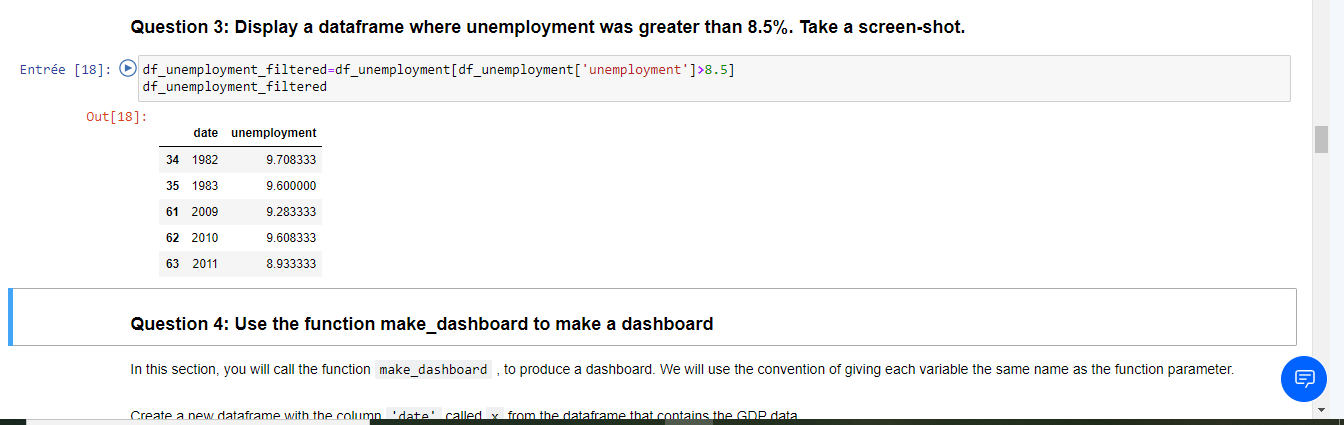 Question 3: Display a dataframe where unemployment was greater than 8.5%. Take a screen-shot.
Entrée [18]: df_unemployment_filtered=df_unemployment[df_unemployment['unemployment']>8.5]
df_unemployment_filtered
Out[18]:
date unemployment
34 1982 9.708333
35 1983 9.600000
61 2009 9.283333
62 2010 9.608333
63 2011 8.933333
Question 4: Use the function make_dashboard to make a dashboard
In this section, you will call the function make_dashboard , to produce a dashboard. We will use the convention of giving each variable the same name as the function parameter.
Create a new dataframe with the column 'date' called x from the dataframe that contains the GDP data